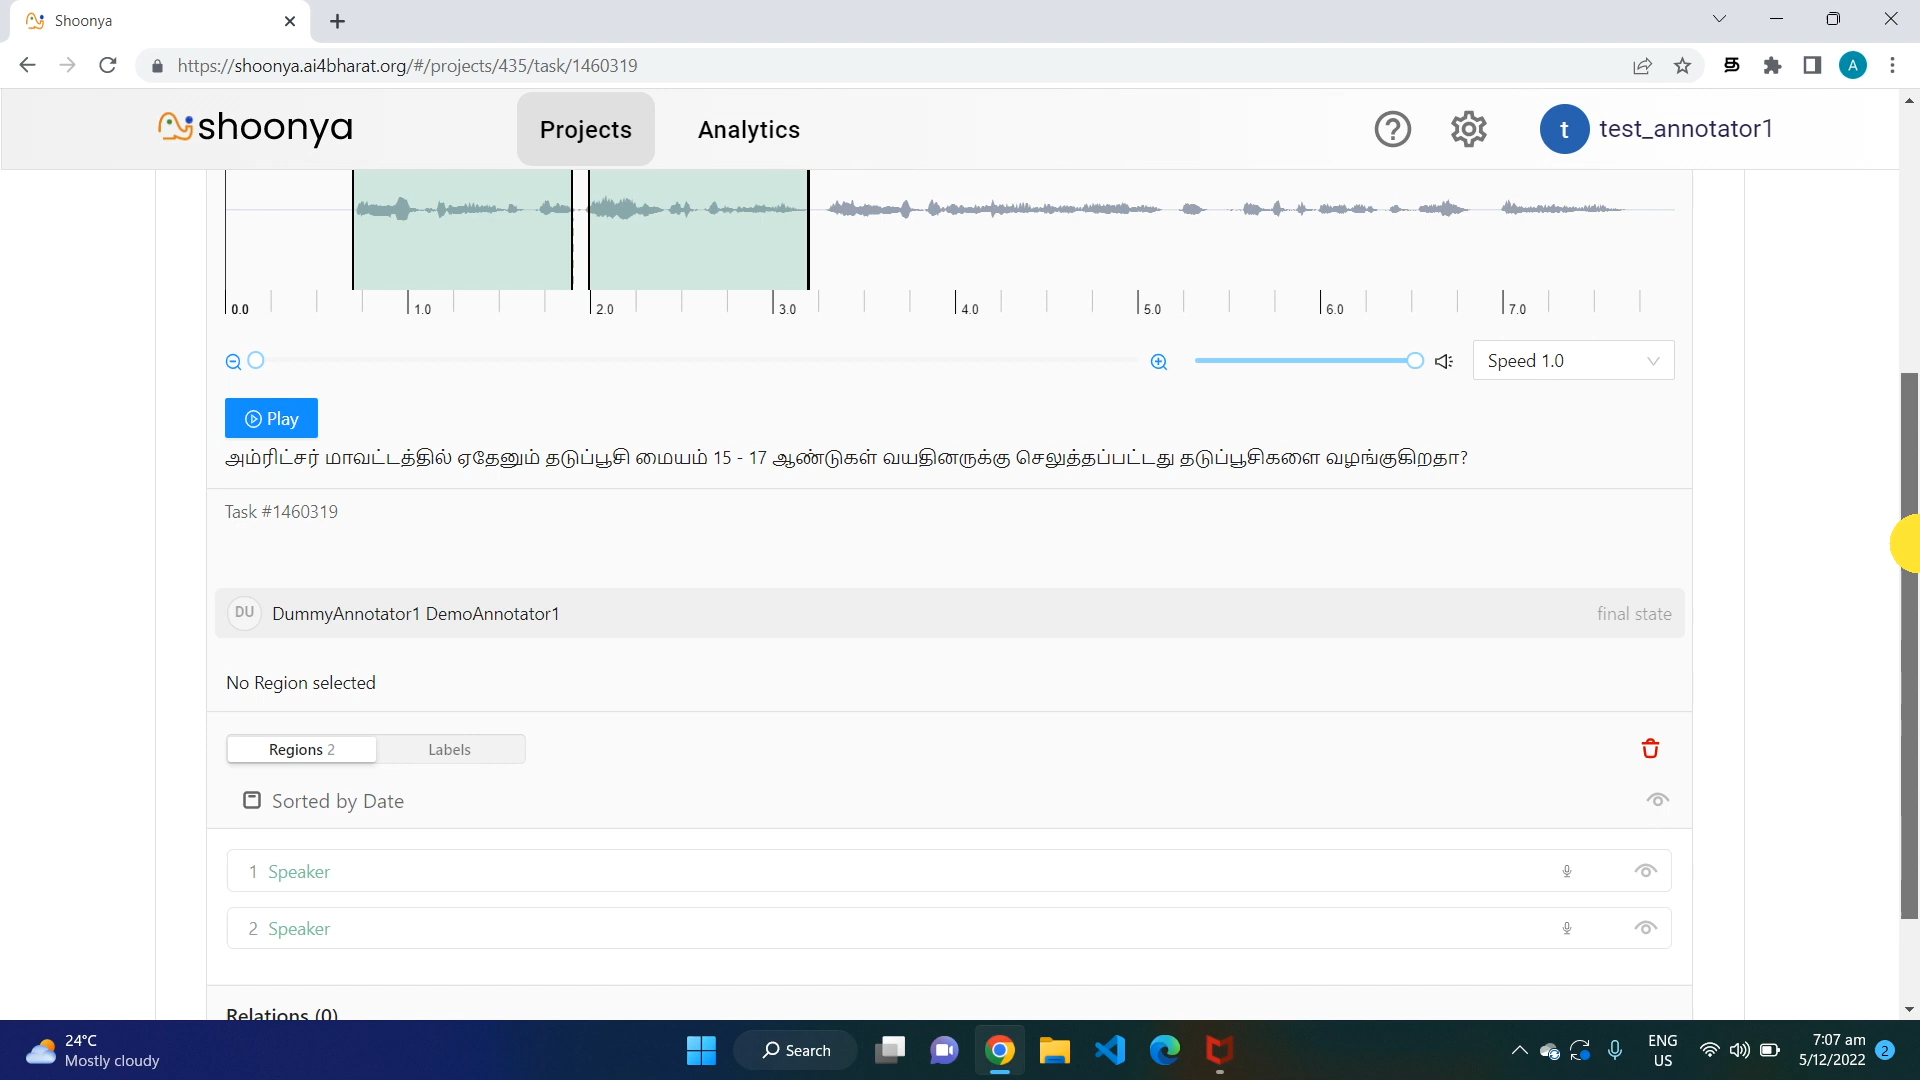 Shoonya
https://shoonya.ai4bharat.org/#/projects/435/task/1460319
A
shoonya
Projects
Analytics
t
test_annotator1
0.0 1.0 2.0 3.0 4.0 5.0 6.0 7.0
Speed 1.0
Play
அம்ரிட்சர் மாவட்டத்தில் ஏதேனும் தடுப்பூசி மையம் 15 - 17 ஆண்டுகள் வயதினருக்கு செலுத்தப்பட்டது தடுப்பூசிகளை வழங்குகிறதா?
Task #1460319
DU DummyAnnotator1 DemoAnnotator1 final state
No Region selected
Regions 2 Labels
Sorted by Date
1 Speaker
2 Speaker
Relations (0)
24°C
Mostly cloudy
Search
ENG
US
7:07 am
5/12/2022
2